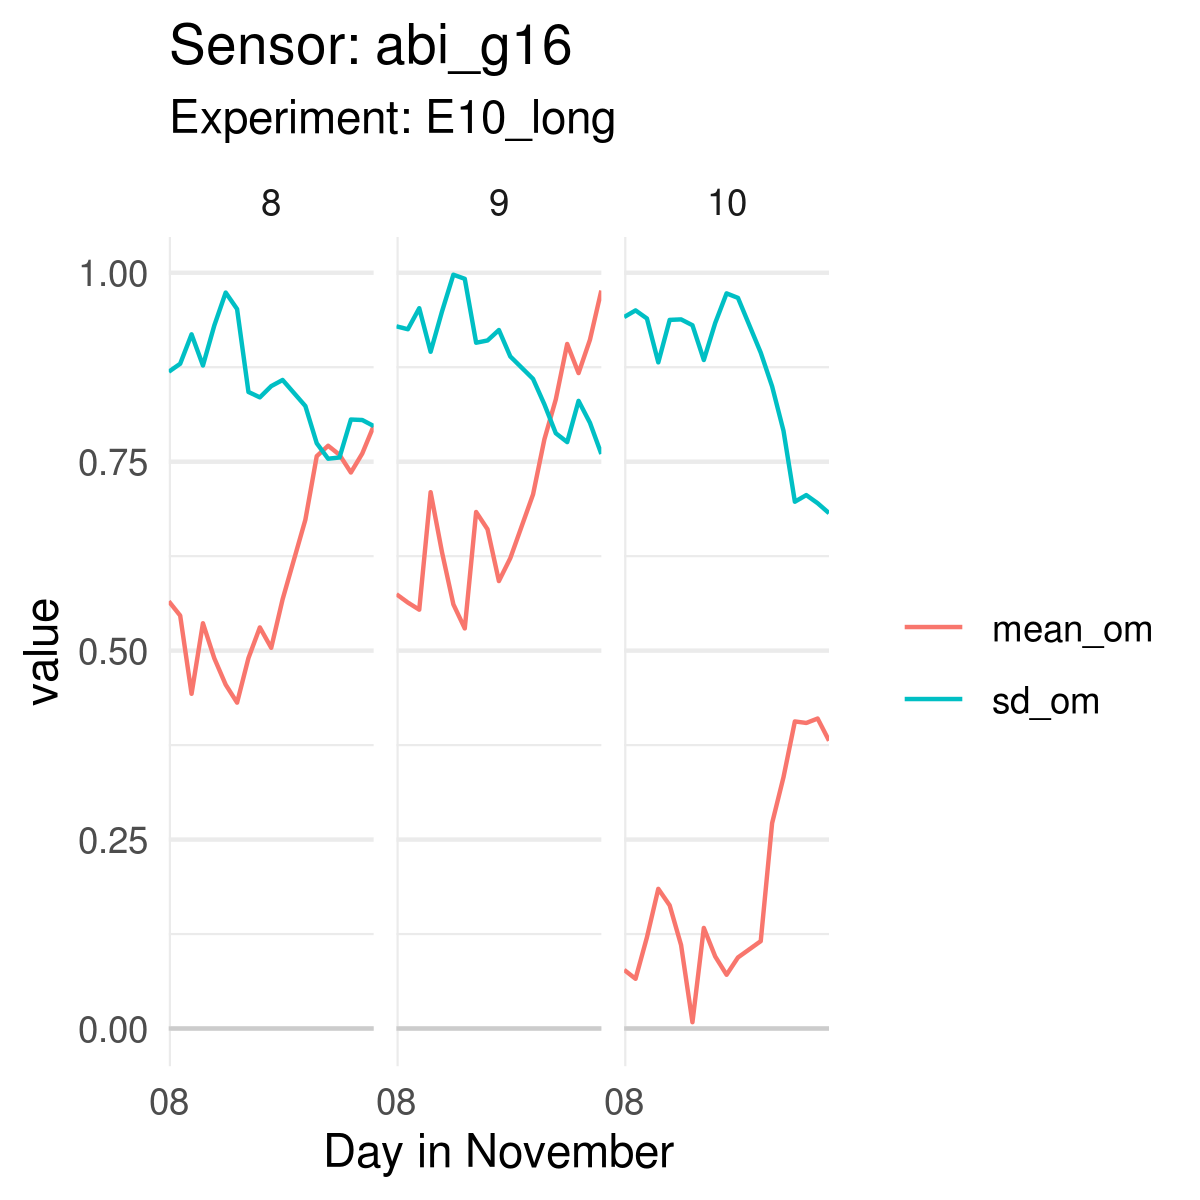 Sensor: abi_g16
Experiment: E10_long
8 9 10
1.00
0.75
0.50
0.25
0.00
value
mean_om
sd_om
08 08 08
Day in November